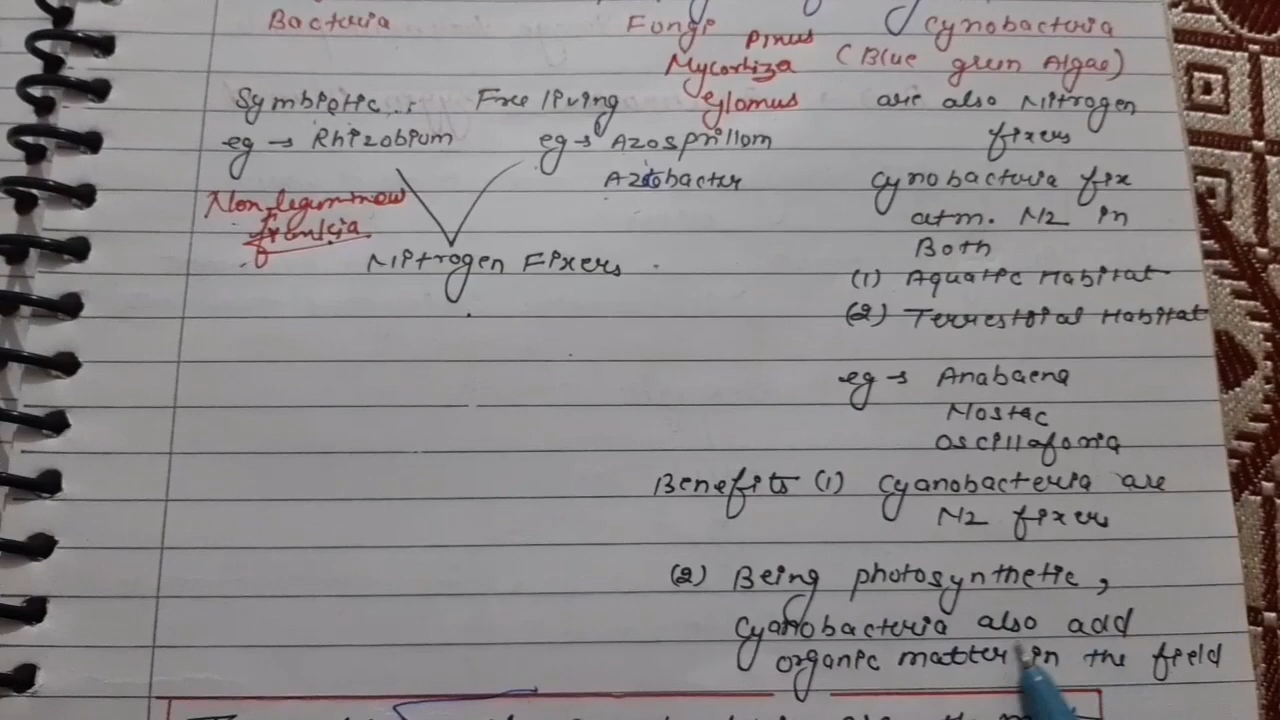 Bacteria
Symbiotic :
eg → Rhizobium
Non leguminow
frankia
Free living
eg → Azosprillom
Azotobacter
Nitrogen Fixers
Fungi
Pinus
Mycorhiza
Glomus
Cynobacteria
(Blue green Algae)
are also Nitrogen
fixers
Cynobacteria fix
atm. N2 in
Both
(1) Aquatic Habitat
(2) Terrestrial Habitat
eg → Anabaena
Nostoc
Oscillatoria
Benefits (1) Cyanobacteria are
N2 fixers
(2) Being photosynthetic,
Cyanobacteria also add
organic matter in the field